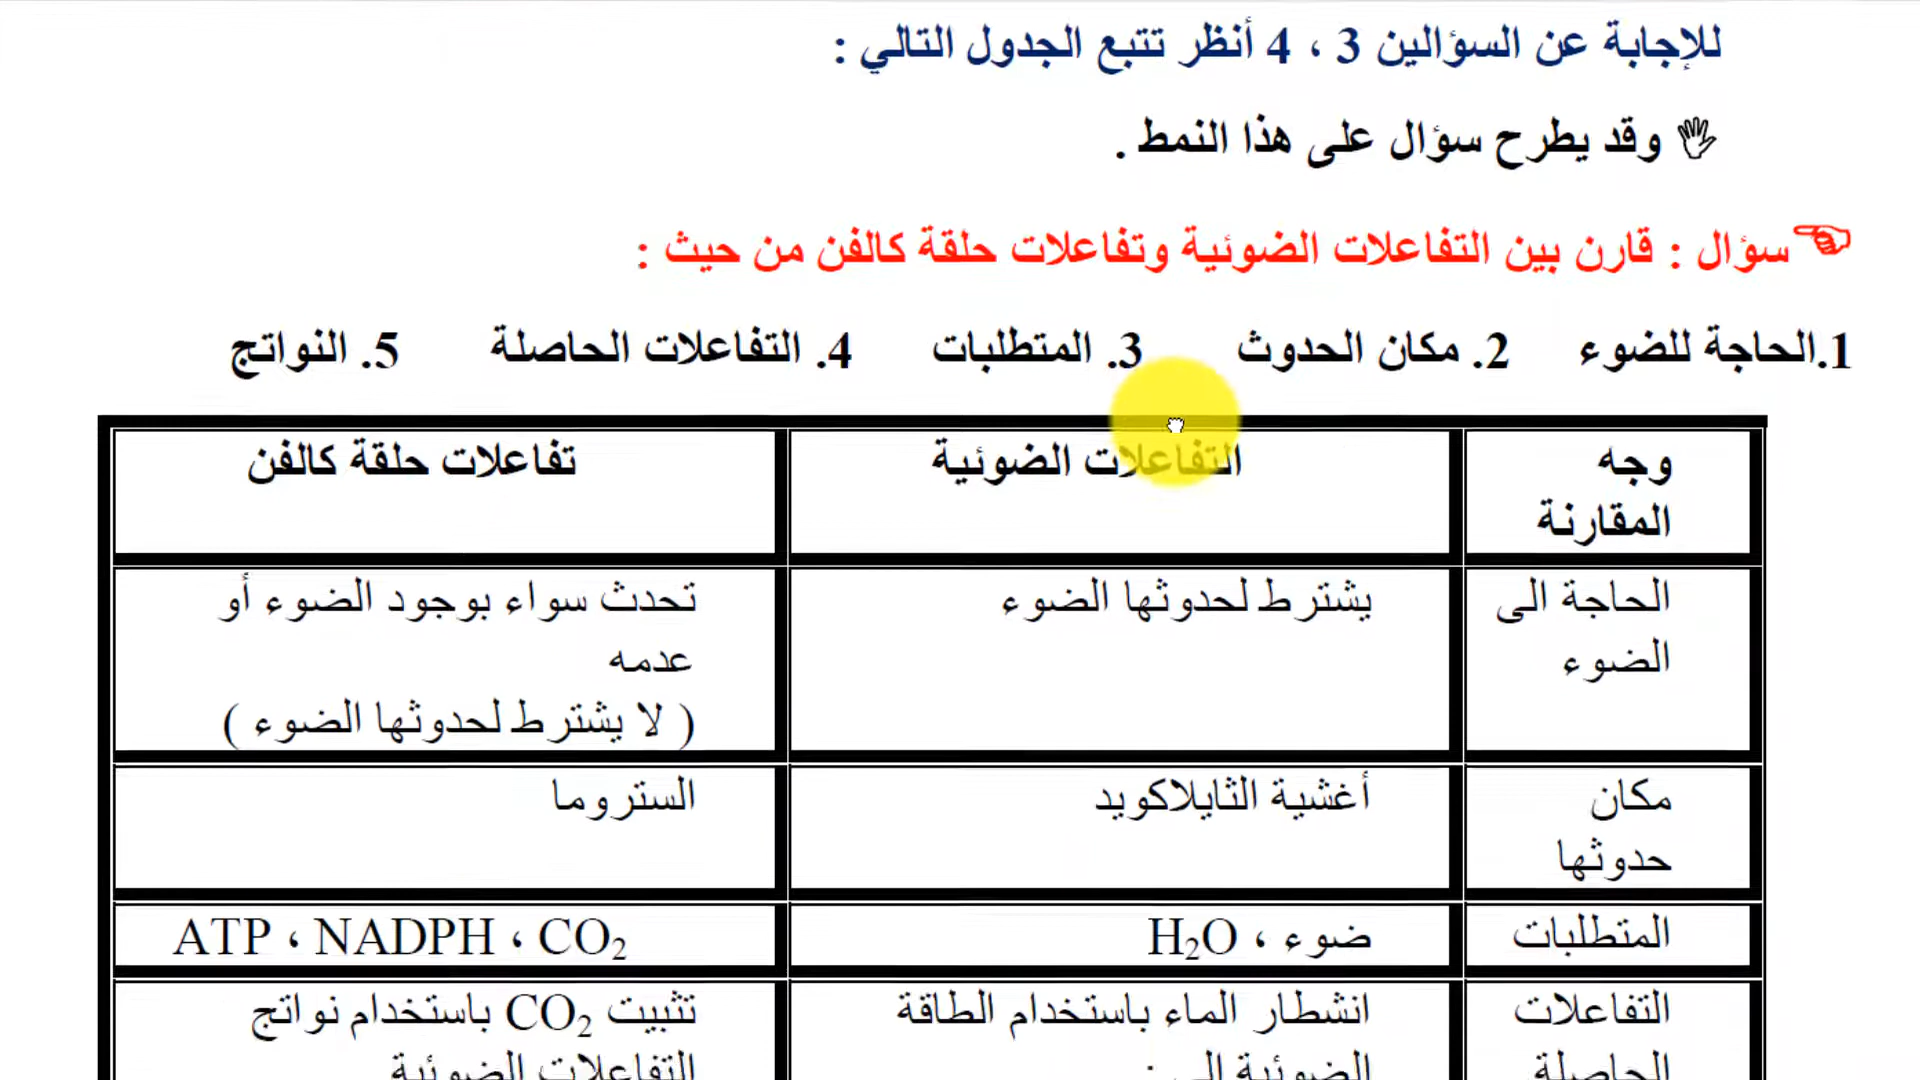 للإجابة عن السؤالين 3 ، 4 أنظر تتبع الجدول التالي :
وقد يطرح سؤال على هذا النمط .
سؤال : قارن بين التفاعلات الضوئية وتفاعلات حلقة كالفن من حيث :
1.الحاجة للضوء 2. مكان الحدوث 3. المتطلبات 4. التفاعلات الحاصلة 5. النواتج
وجه المقارنة
التفاعلات الضوئية
تفاعلات حلقة كالفن
الحاجة الى
الضوء
يشترط لحدوثها الضوء
تحدث سواء بوجود الضوء أو
عدمه
( لا يشترط لحدوثها الضوء )
مكان
حدوثها
أغشية الثايلاكويد
الستروما
المتطلبات
ضوء ، H₂O
ATP ، NADPH ، CO₂
التفاعلات
الحاصلة
انشطار الماء باستخدام الطاقة
الضوئية إلى :
تثبيت CO₂ باستخدام نواتج
التفاعلات الضوئية